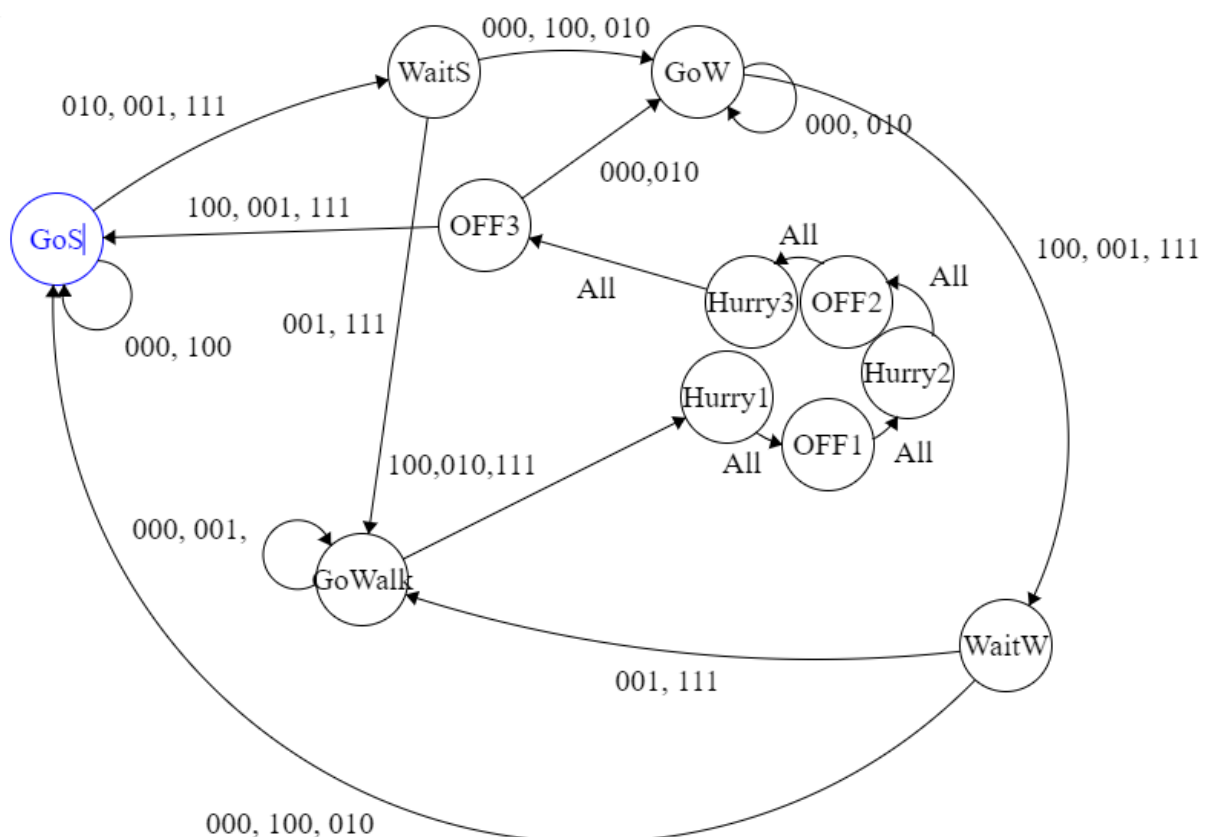 000, 100, 010
WaitS
GoW
010, 001, 111
000, 010
000,010
100, 001, 111
OFF3
GoS
All
100, 001, 111
All
Hurry3
OFF2
All
001, 111
000, 100
Hurry2
Hurry1
OFF1
All
All
100,010,111
000, 001,
GoWalk
WaitW
001, 111
000, 100, 010